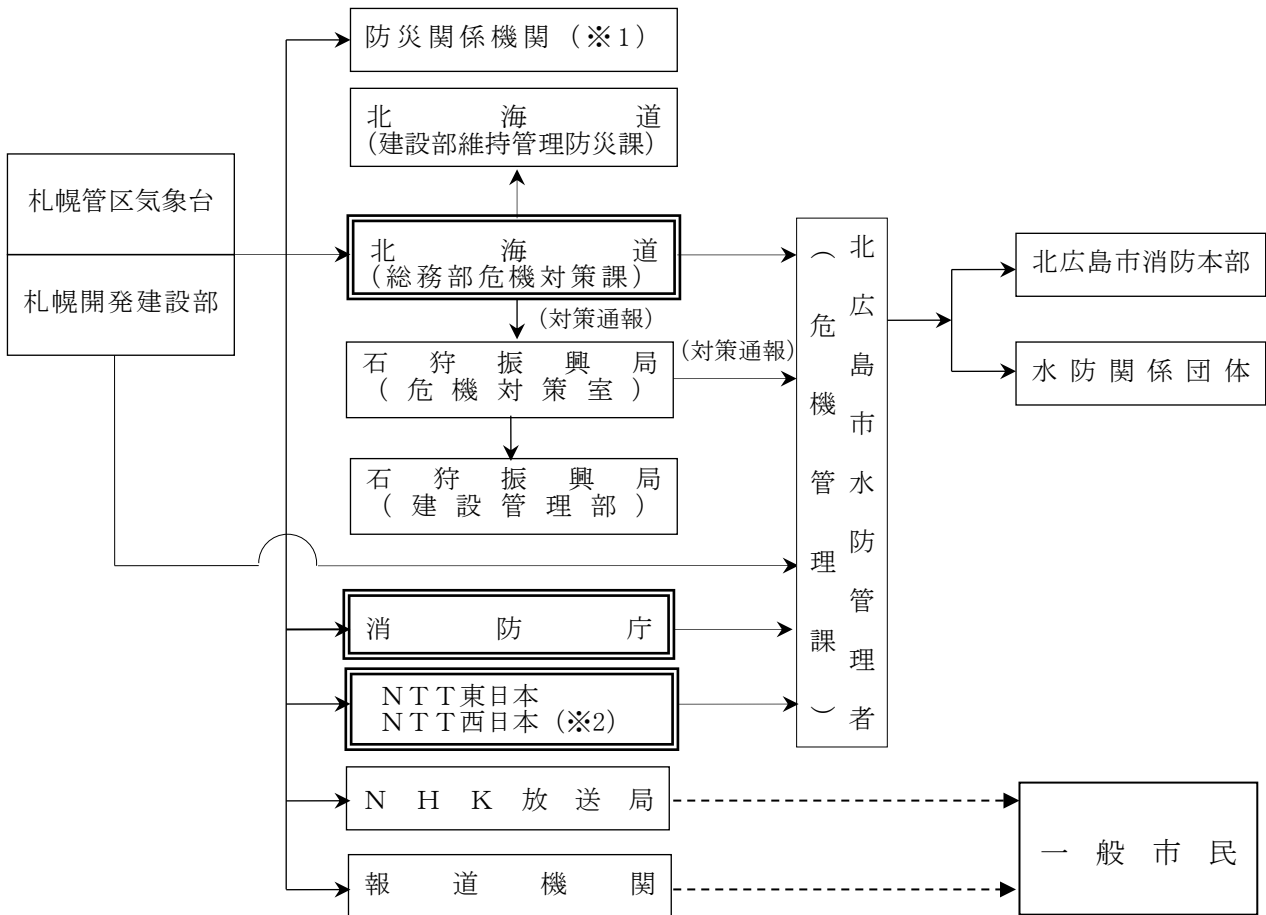 防災関係機関（※1）
北海道
（建設部維持管理防災課）
札幌管区気象台
札幌開発建設部
北海道
（総務部危機対策課）
（対策通報）
石狩振興局
（危機対策室）
（対策通報）
石狩振興局
（建設管理部）
消防庁
ＮＴＴ東日本
ＮＴＴ西日本（※2）
ＮＨＫ放送局
報道機関
北広島市水防管理者
（危機管理課）
北広島市消防本部
水防関係団体
一般市民